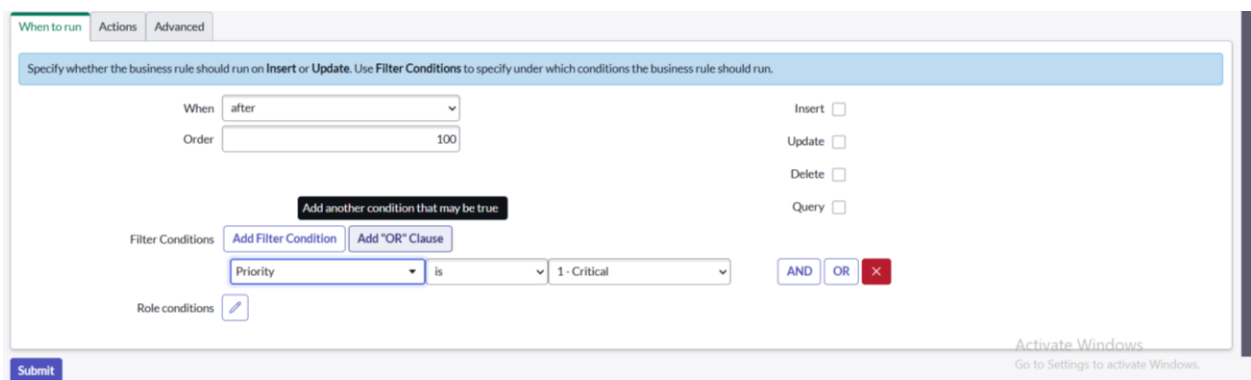 When to run Actions Advanced
Specify whether the business rule should run on Insert or Update. Use Filter Conditions to specify under which conditions the business rule should run.
When after Insert
Order 100 Update
Delete
Add another condition that may be true Query
Filter Conditions Add Filter Condition Add "OR" Clause
Priority is 1 - Critical AND OR
Role conditions
Activate Windows
Go to Settings to activate Windows.
Submit